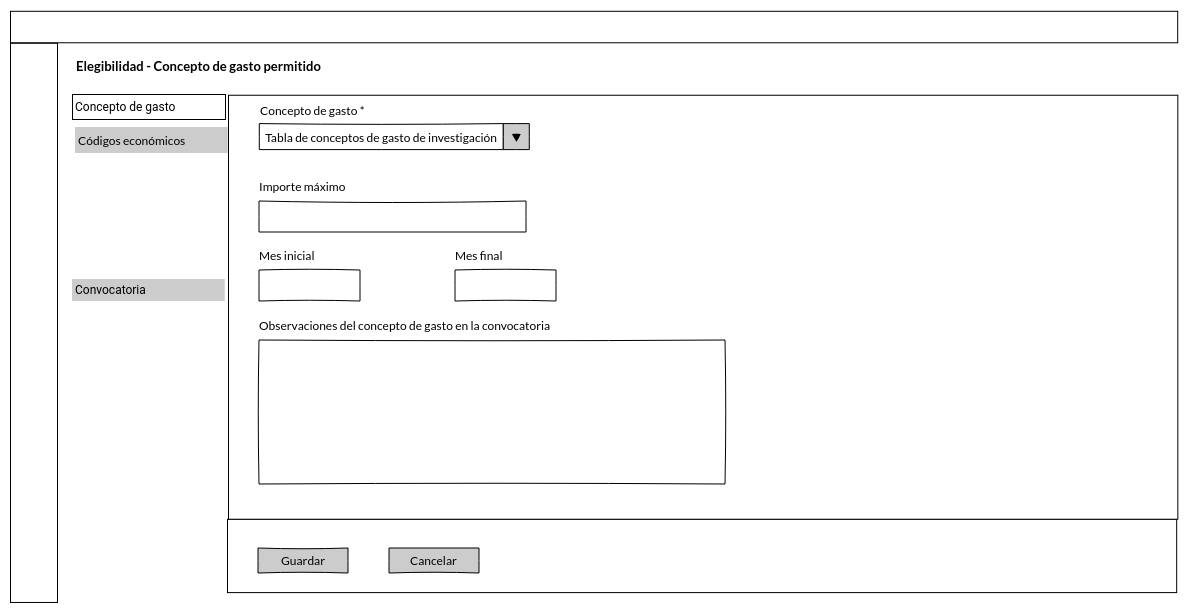 Elegibilidad - Concepto de gasto permitido
Concepto de gasto
Códigos económicos
Convocatoria
Concepto de gasto *
Tabla de conceptos de gasto de investigación
Importe máximo
Mes inicial
Mes final
Observaciones del concepto de gasto en la convocatoria
Guardar
Cancelar